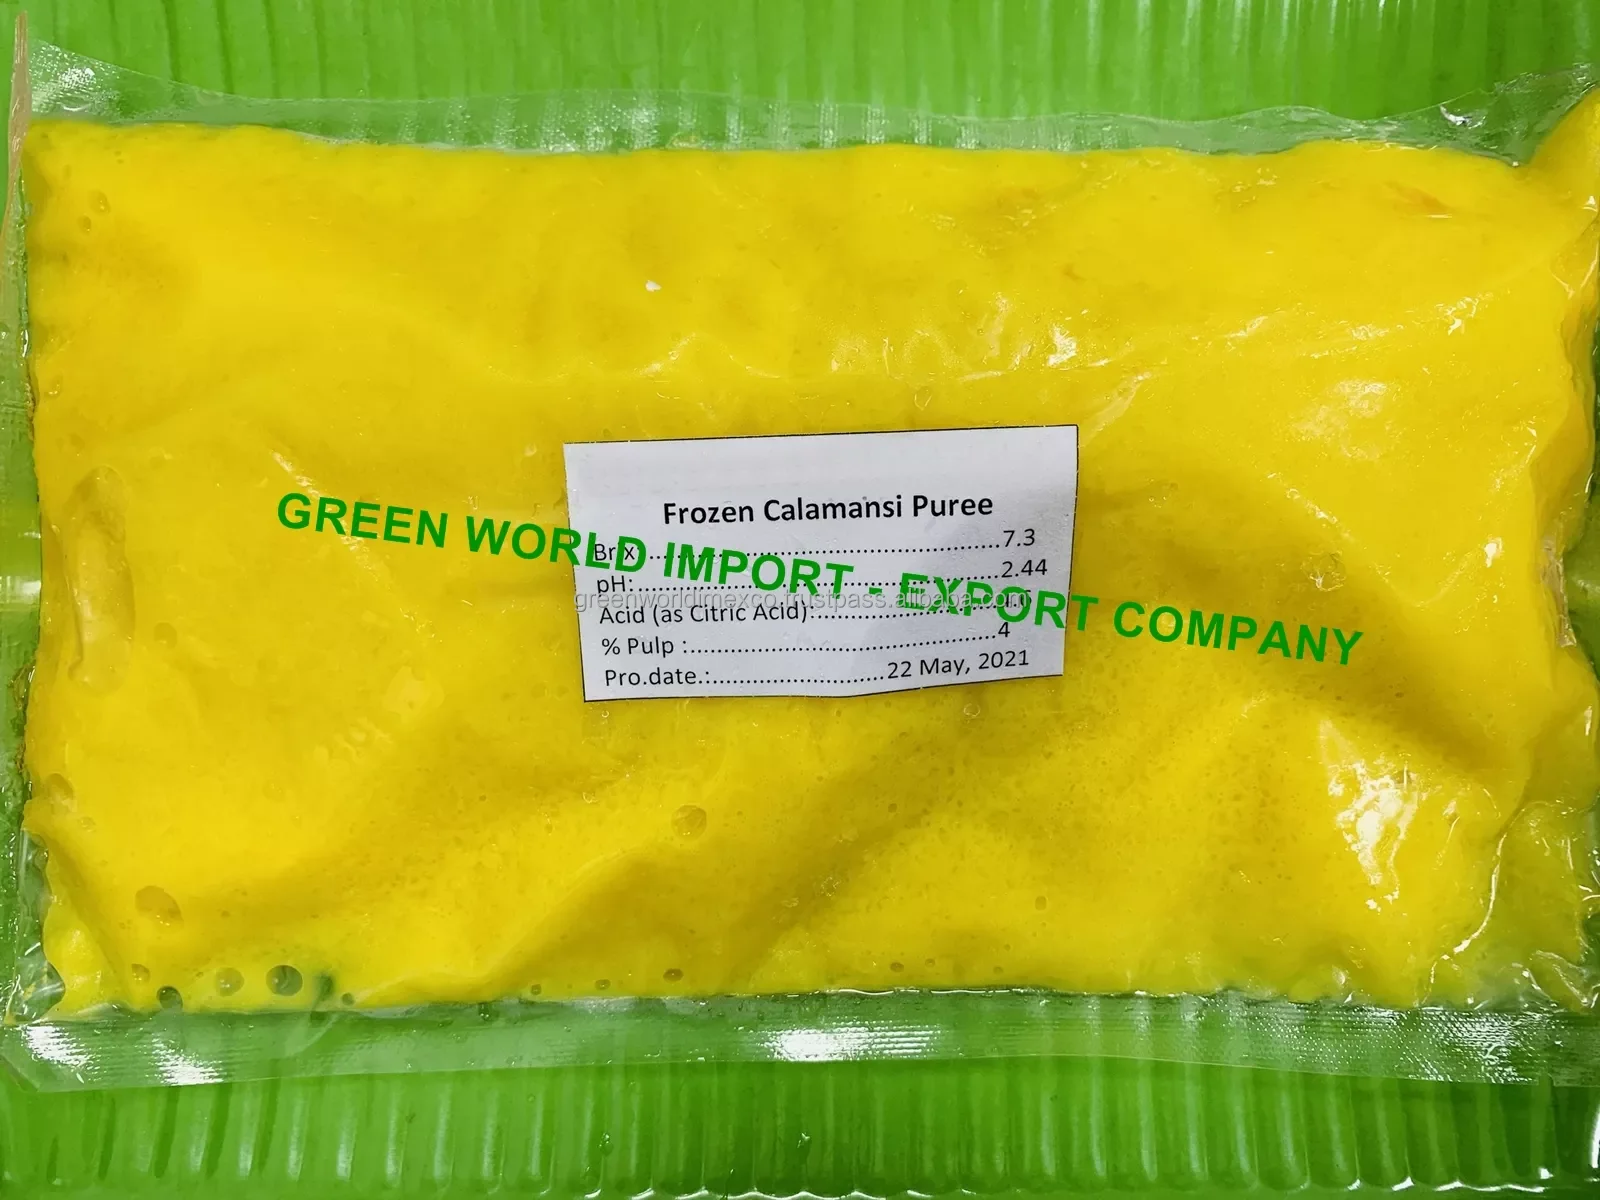 Frozen Calamansi Puree
Brix:..........................................................7.3
pH:..........................................................2.44
Acid (as Citric Acid):..............................
% Pulp :..............................................4
Pro.date.:..........................22 May, 2021
GREEN WORLD IMPORT - EXPORT COMPANY
greenworldimexco.trustpass.alibaba.com